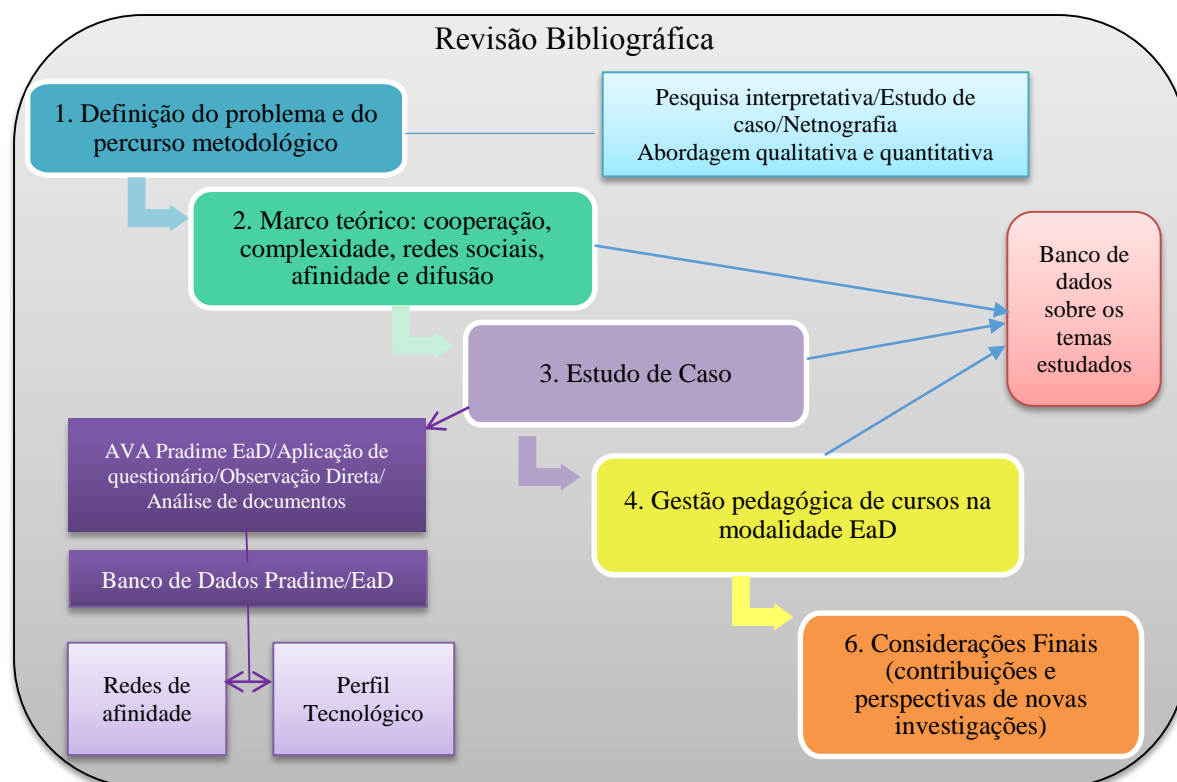 Revisão Bibliográfica
1. Definição do problema e do
percurso metodológico
Pesquisa interpretativa/Estudo de
caso/Netnografia
Abordagem qualitativa e quantitativa
2. Marco teórico: cooperação,
complexidade, redes sociais,
afinidade e difusão
Banco de
dados
sobre os
temas
estudados
3. Estudo de Caso
AVA Pradime EaD/Aplicação de
questionário/Observação Direta/
Análise de documentos
4. Gestão pedagógica de cursos na
modalidade EaD
Banco de Dados Pradime/EaD
Redes de
afinidade
Perfil
Tecnológico
6. Considerações Finais
(contribuições e
perspectivas de novas
investigações)